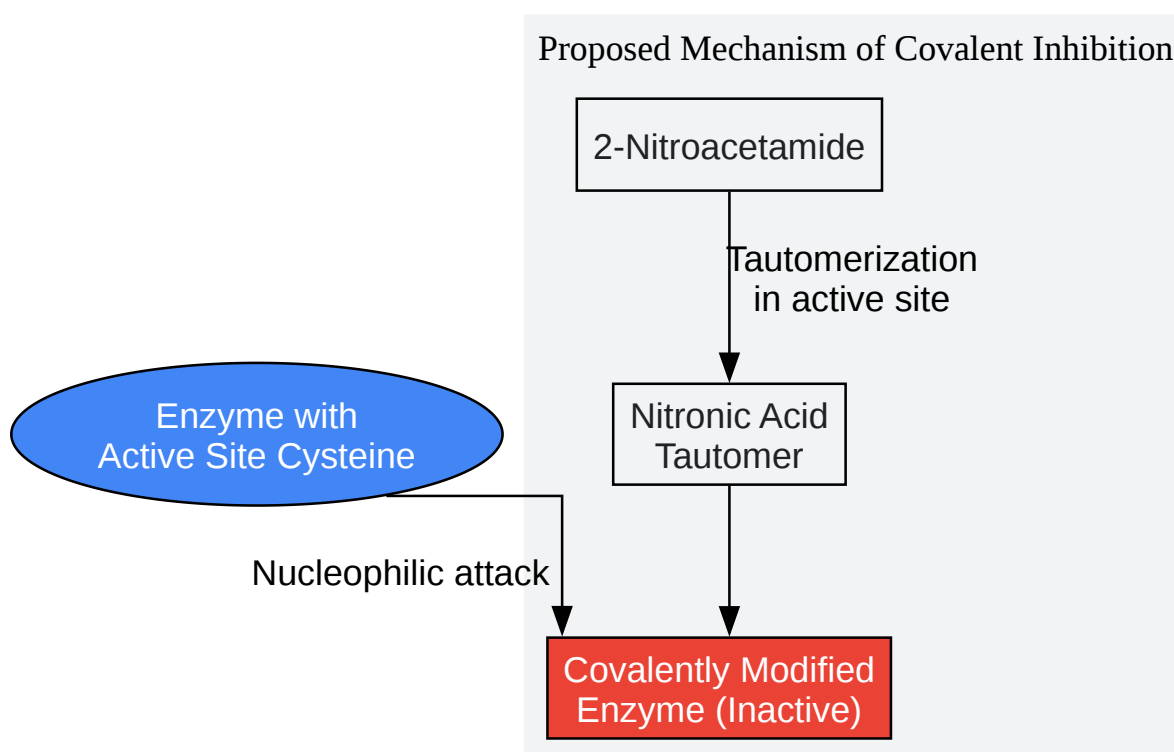 Proposed Mechanism of Covalent Inhibition
2-Nitroacetamide
Tautomerization
in active site
Enzyme with
Active Site Cysteine
Nitronic Acid
Tautomer
Nucleophilic attack
Covalently Modified
Enzyme (Inactive)